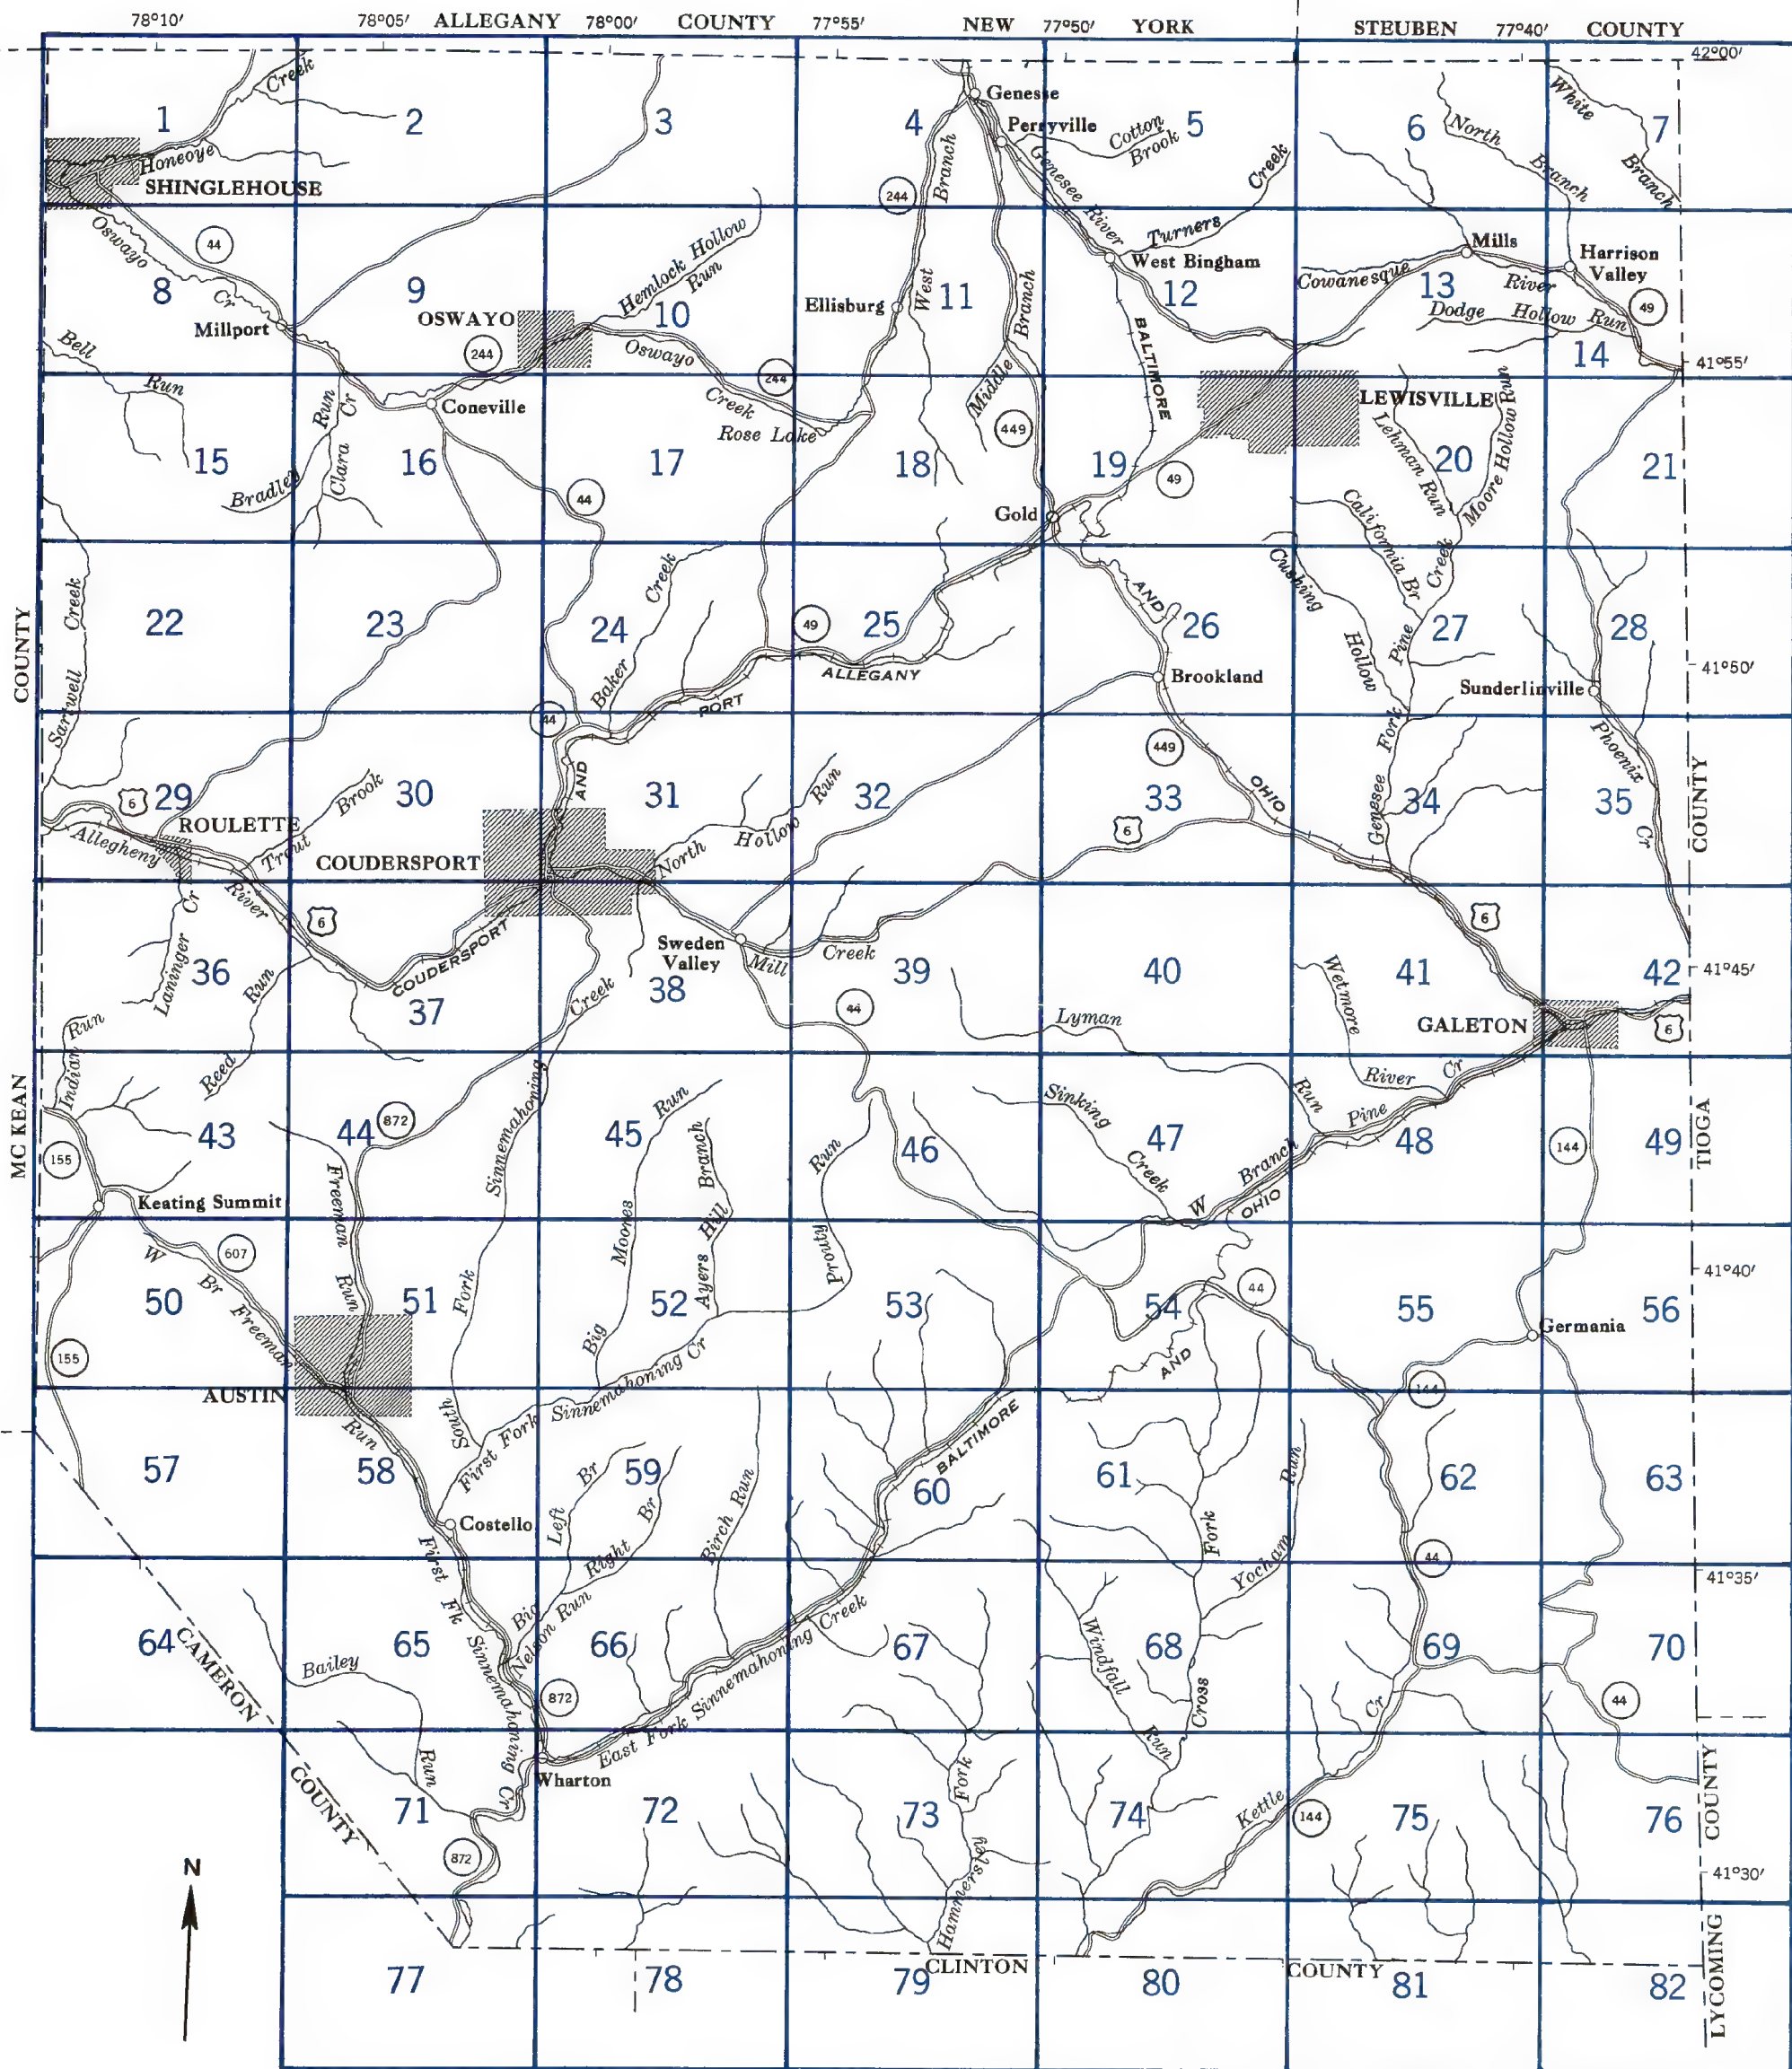 78°10′ 78°05′ ALLEGANY 78°00′ COUNTY 77°55′ NEW 77°50′ YORK STEUBEN 77°40′ COUNTY
42°00′
Creek
Genesse
White
1 2 3 4 5 6 7
Perryville
Cotton
Brook
North
Branch
Honeoye
Branch
Genesee River
Creek
Branch
SHINGLEHOUSE
244
Oswayo
44
Hemlock Hollow
Run
Turners
Mills
Harrison
Valley
West Bingham
Cowanesque
River
8 9 10 11 12 13
Cr
West
Branch
49
Millport
OSWAYO
Ellisburg
Dodge Hollow Run
Bell
244
Oswayo
BALTIMORE
14
41°55′
Run
244
Middle
Run
Cr
Coneville
Creek
LEWISVILLE
Rose Lake
449
Lehman Run
Moore Hollow Run
15 16 17 18 19 20 21
Bradley
Clara
44
49
California Br
Gold
Creek
Creek
Cushing
AND
Creek
22 23 24 25 26 27 28
49
Hollow
Pine
COUNTY
Sartwell
Baker
ALLEGANY
Brookland
41°50′
PORT
Sunderlinville
44
449
Fork
Phoenix
29 30 31 32 33 34 35
6
Brook
AND
Run
OHIO
COUNTY
ROULETTE
Allegheny
Trout
Hollow
6
Genesee
Cr
COUDERSPORT
North
River
Cr
6
6
COUDERSPORT
Sweden
Valley
Mill
Creek
36 37 38 39 40 41 42
41°45′
Laninger
Run
Creek
Wetmore
44
Run
Lyman
GALETON
6
Indian
Reed
River
Cr
MC KEAN
Sinnemahoning
Run
Sinking
Run
Pine
872
43 44 45 46 47 48 49
Branch
Run
144
TIOGA
155
Creek
Branch
Freeman
Keating Summit
W
OHIO
Moores
Hill
W
607
Prouty
Br
Run
Fork
Ayers
44
41°40′
50 51 52 53 54 55 56
Freeman
Big
Germania
155
AND
AUSTIN
Sinnemahoning Cr
144
Run
South
First Fork
BALTIMORE
57 58 59 60 61 62 63
Br
Br
Run
Left
Birch Run
Costello
Fork
Right
44
First
Yocham
41°35′
Fk
Big
Nelson Run
Creek
CAMERON
Sinnemahoning
Windfall
64 65 66 67 68 69 70
Bailey
Cross
872
Cr
44
East Fork Sinnemahoning
Run
Run
Fork
Wharton
COUNTY
Cr
Kettle
144
COUNTY
71 72 73 74 75 76
872
Hammersley
41°30′
N
CLINTON COUNTY
LYCOMING
77 78 79 80 81 82